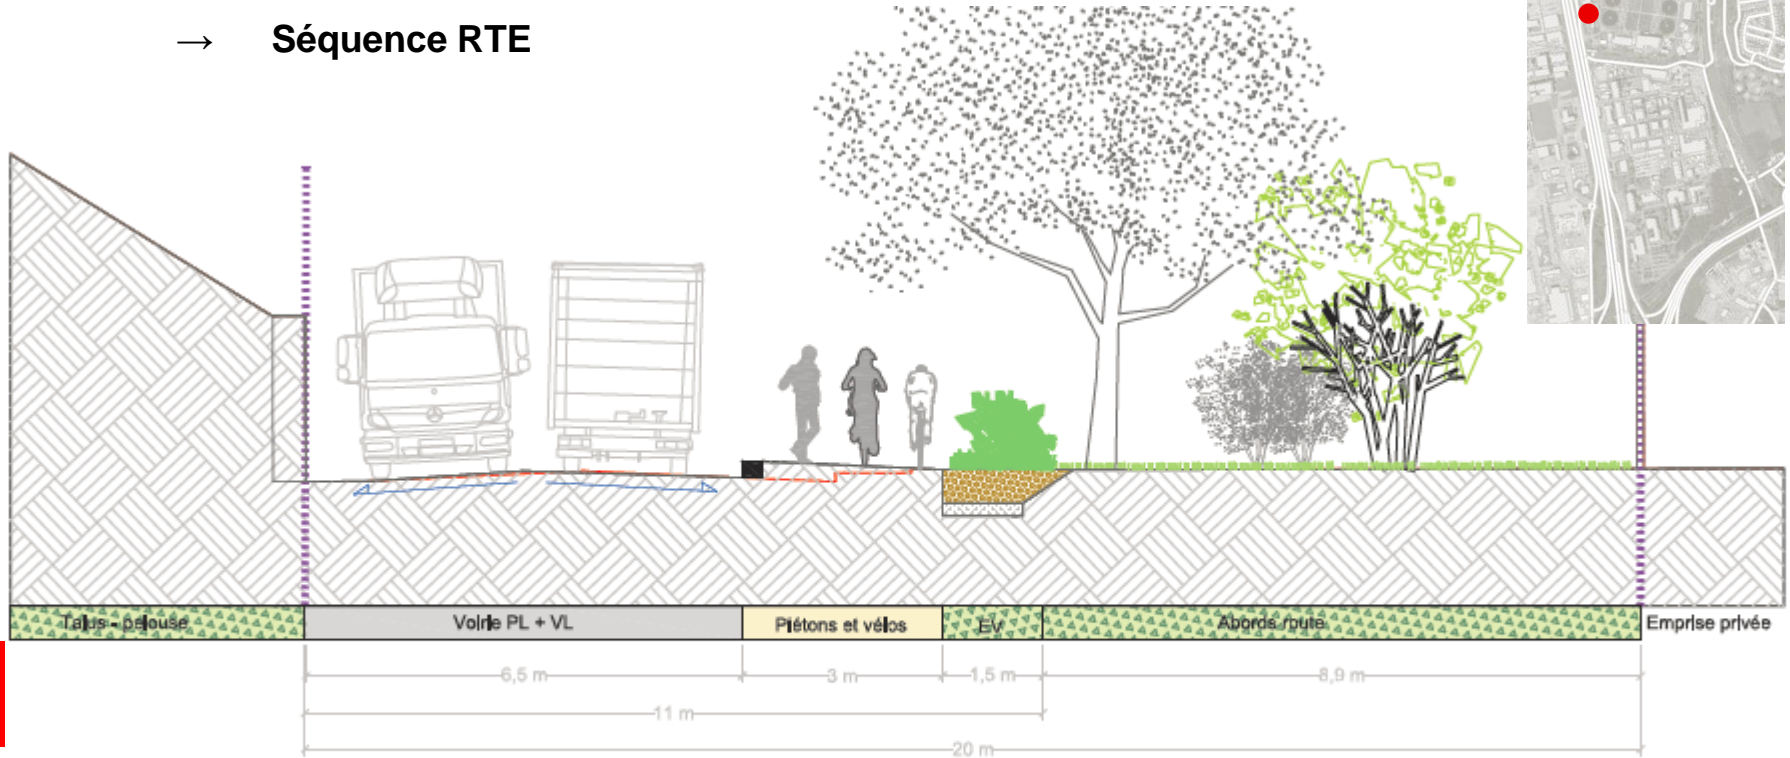 → Séquence RTE
Talus - pelouse
Voirie PL + VL
Piétons et vélos
EV
Abords route
Emprise privée
6,5 m
3 m
1,5 m
8,9 m
11 m
20 m